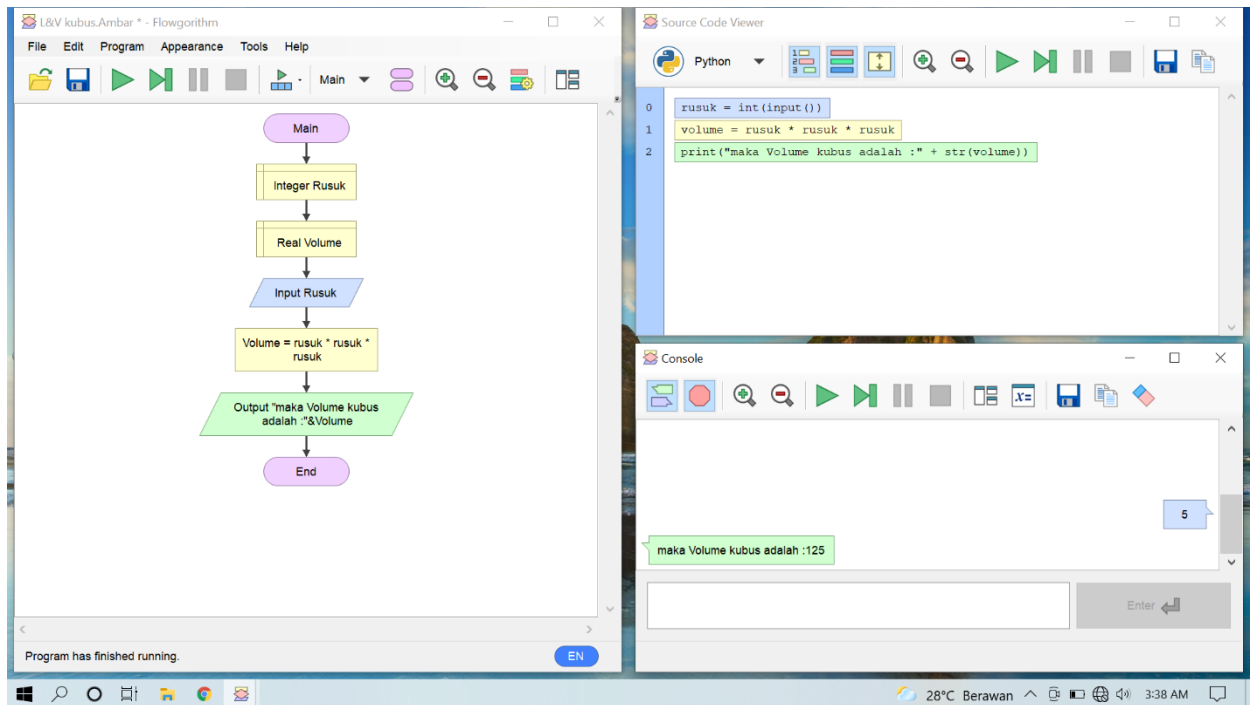 L&V kubus.Ambar * - Flowgorithm
File Edit Program Appearance Tools Help
Main
Main
Integer Rusuk
Real Volume
Input Rusuk
Volume = rusuk * rusuk *
rusuk
Output "maka Volume kubus
adalah :"&Volume
End
Program has finished running.
EN
Source Code Viewer
Python
0 rusuk = int(input())
1 volume = rusuk * rusuk * rusuk
2 print("maka Volume kubus adalah :" + str(volume))
Console
x=
5
maka Volume kubus adalah :125
Enter
28°C Berawan
3:38 AM